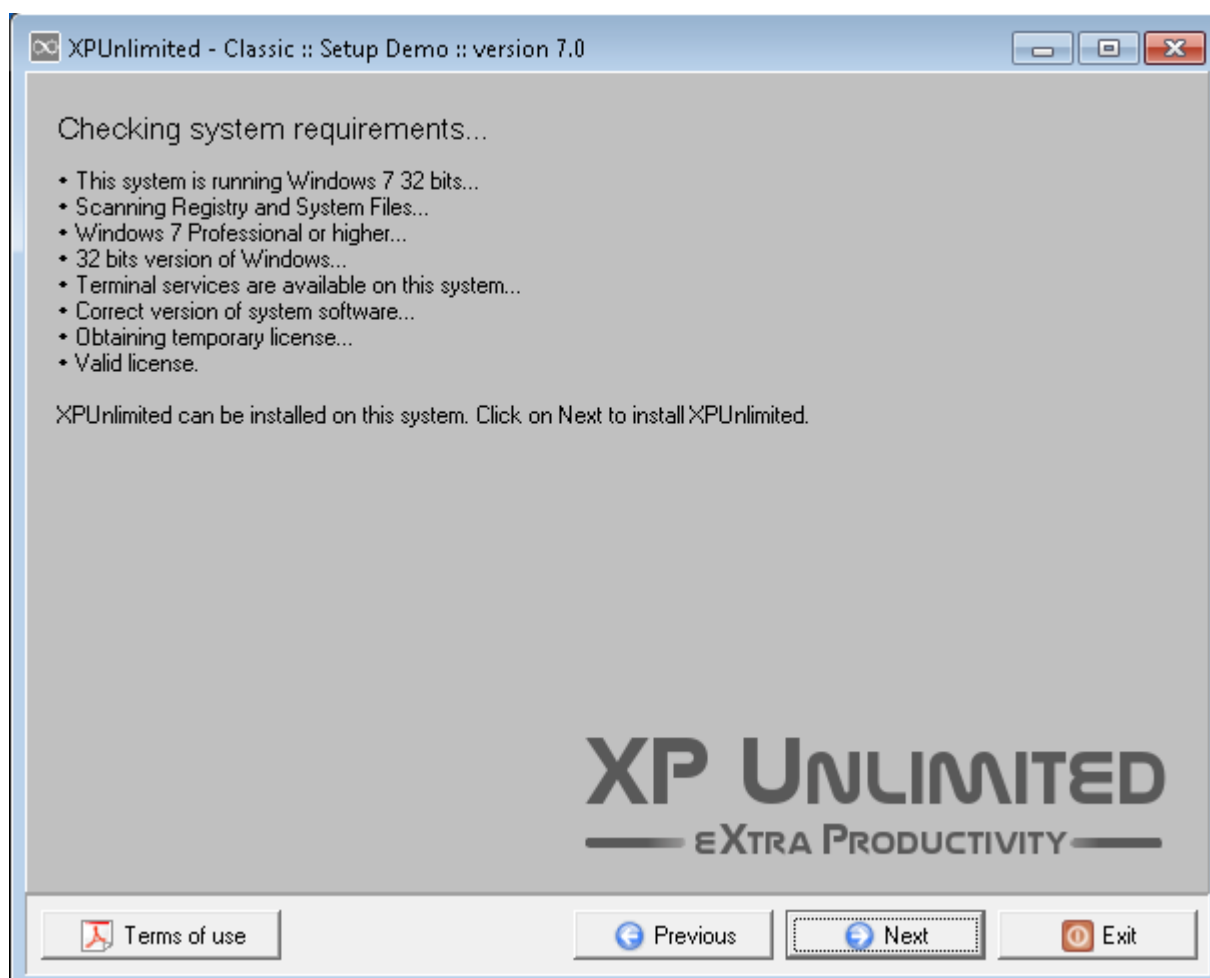 XPUnlimited - Classic :: Setup Demo :: version 7.0
Checking system requirements...
• This system is running Windows 7 32 bits...
• Scanning Registry and System Files...
• Windows 7 Professional or higher...
• 32 bits version of Windows...
• Terminal services are available on this system...
• Correct version of system software...
• Obtaining temporary license...
• Valid license.
XPUnlimited can be installed on this system. Click on Next to install XPUnlimited.
XP UNLIMITED
EXTRA PRODUCTIVITY
Terms of use Previous Next Exit